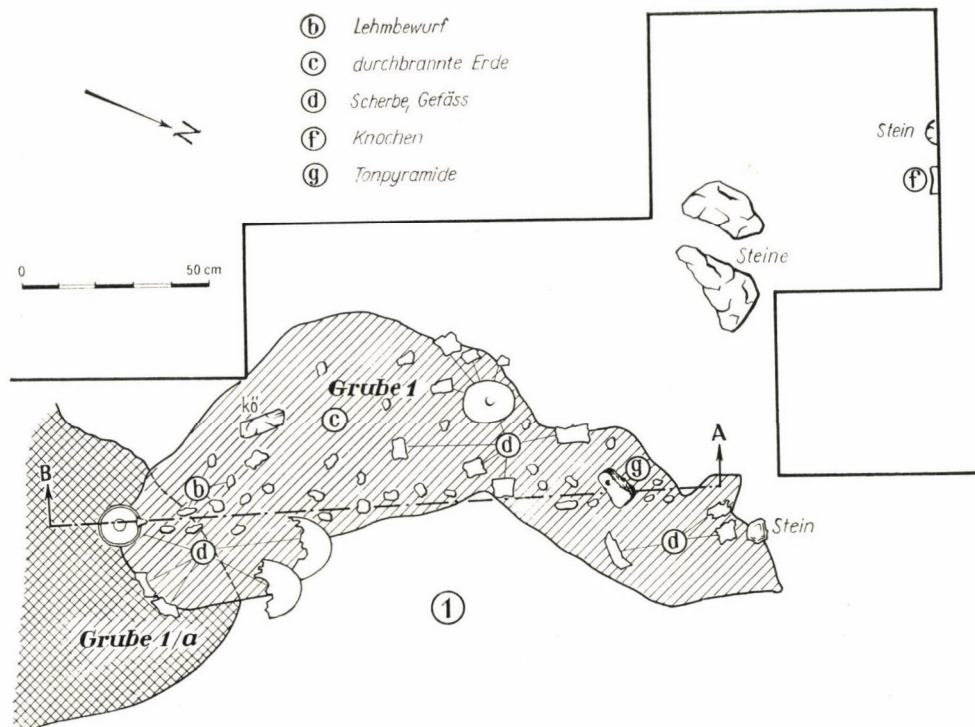 b Lehmbewurf
c durchbrannte Erde
d Scherbe, Gefäss
f Knochen
g Tonpyramide
N
0 50 cm
Stein
f
Steine
Grube 1
kö
c
d
g
A
B
b
d
d
Stein
1
Grube 1/a